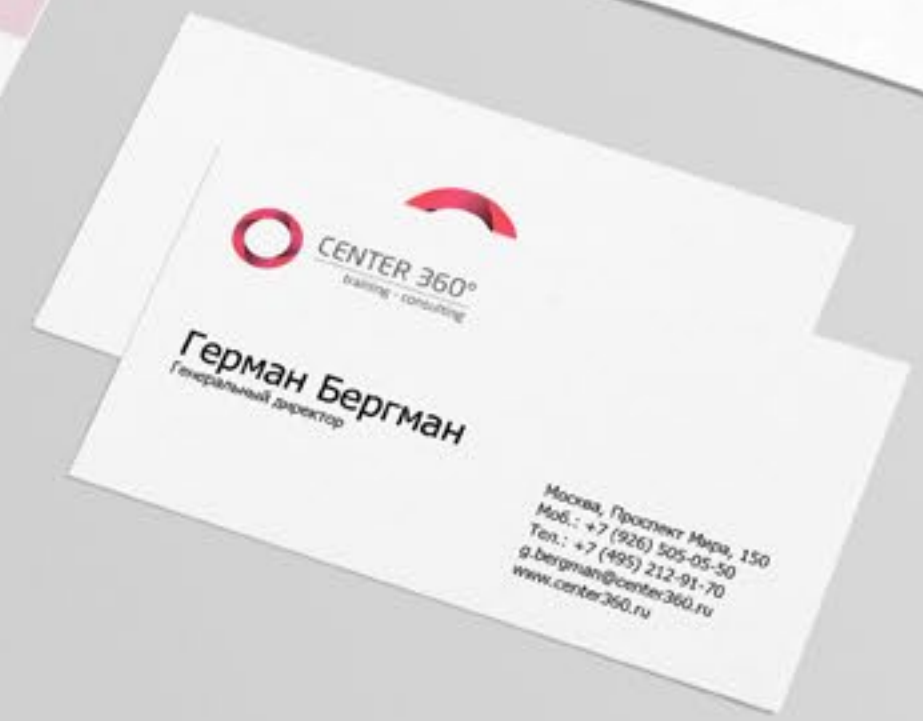 CENTER 360°
training - consulting
Герман Бергман
Генеральный директор
Москва, Проспект Мира, 150
Моб.: +7 (926) 505-05-50
Тел.: +7 (495) 212-91-70
g.bergman@center360.ru
www.center360.ru